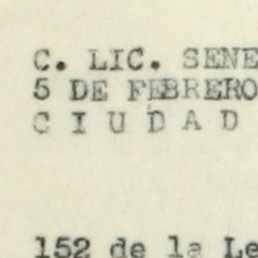 C. LIC. SENE
5 DE FEBRERO
C I U D A D
152 de la Le